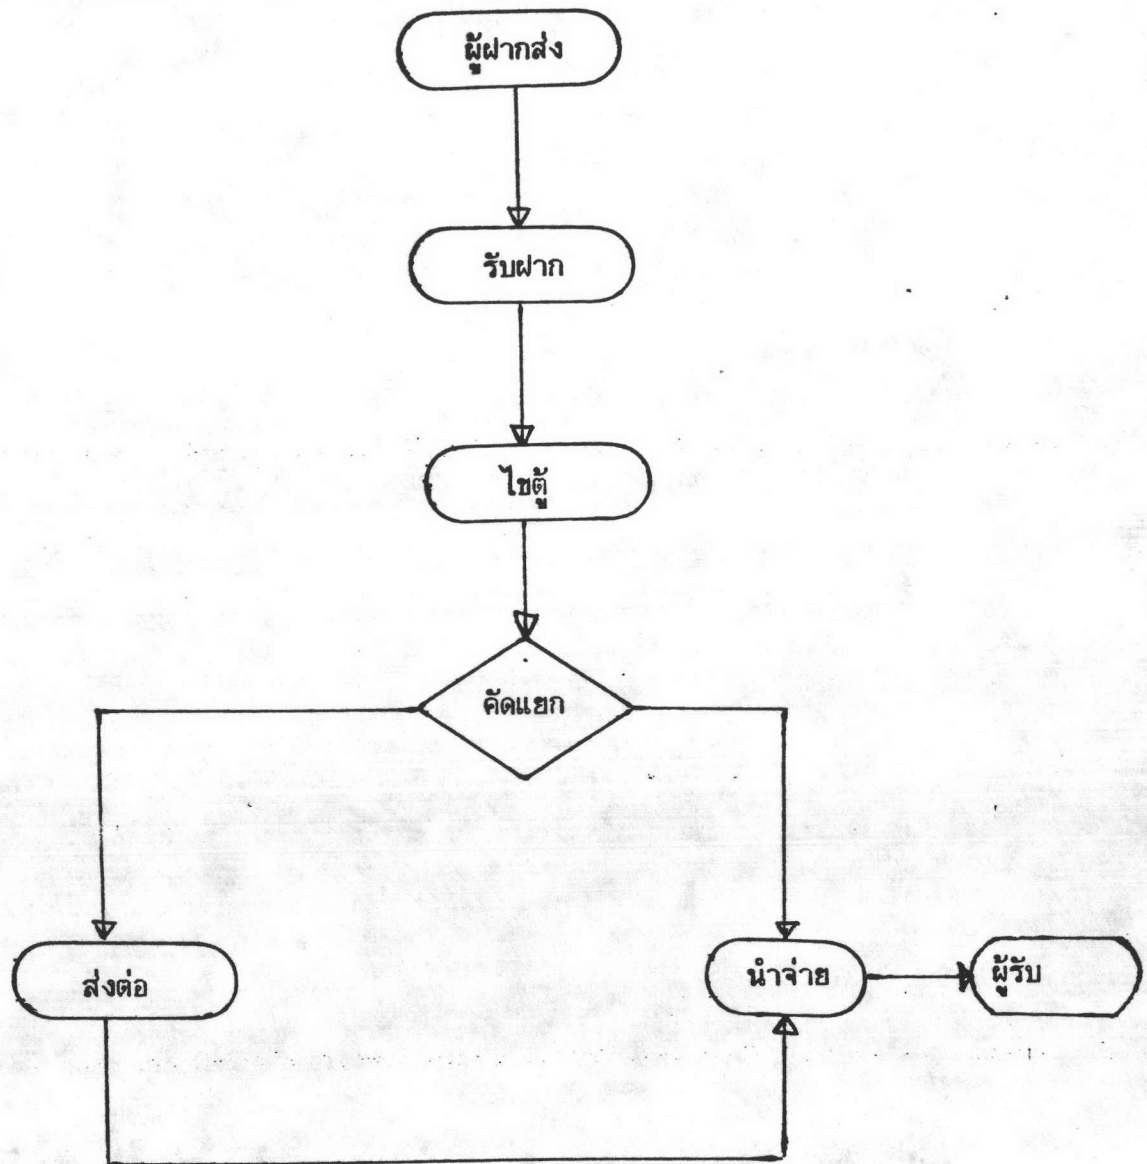 ผู้ฝากส่ง
รับฝาก
ไขตู้
คัดแยก
ส่งต่อ
นำจ่าย
ผู้รับ